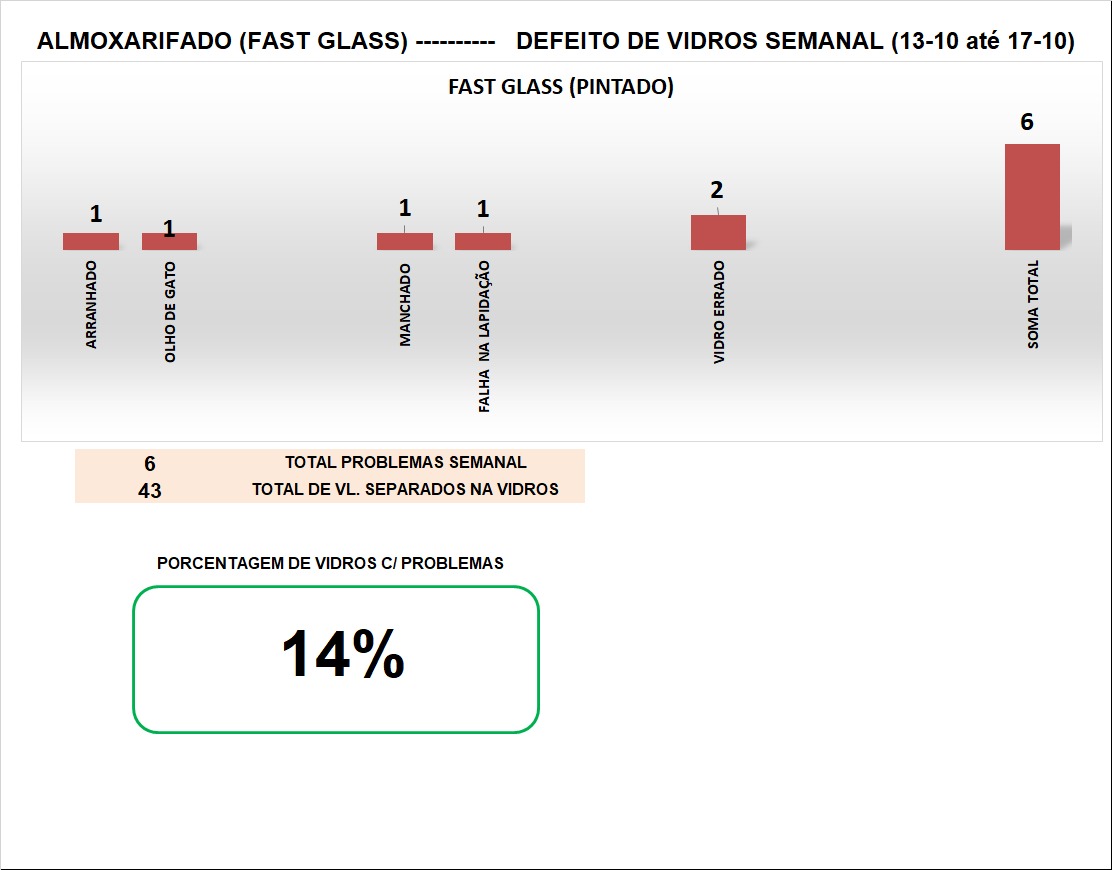 ALMOXARIFADO (FAST GLASS) ---------- DEFEITO DE VIDROS SEMANAL (13-10 até 17-10)
FAST GLASS (PINTADO)
1
1
1
1
2
6
ARRANHADO
OLHO DE GATO
MANCHADO
FALHA NA LAPIDAÇÃO
VIDRO ERRADO
SOMA TOTAL
6 TOTAL PROBLEMAS SEMANAL
43 TOTAL DE VL. SEPARADOS NA VIDROS
PORCENTAGEM DE VIDROS C/ PROBLEMAS
14%